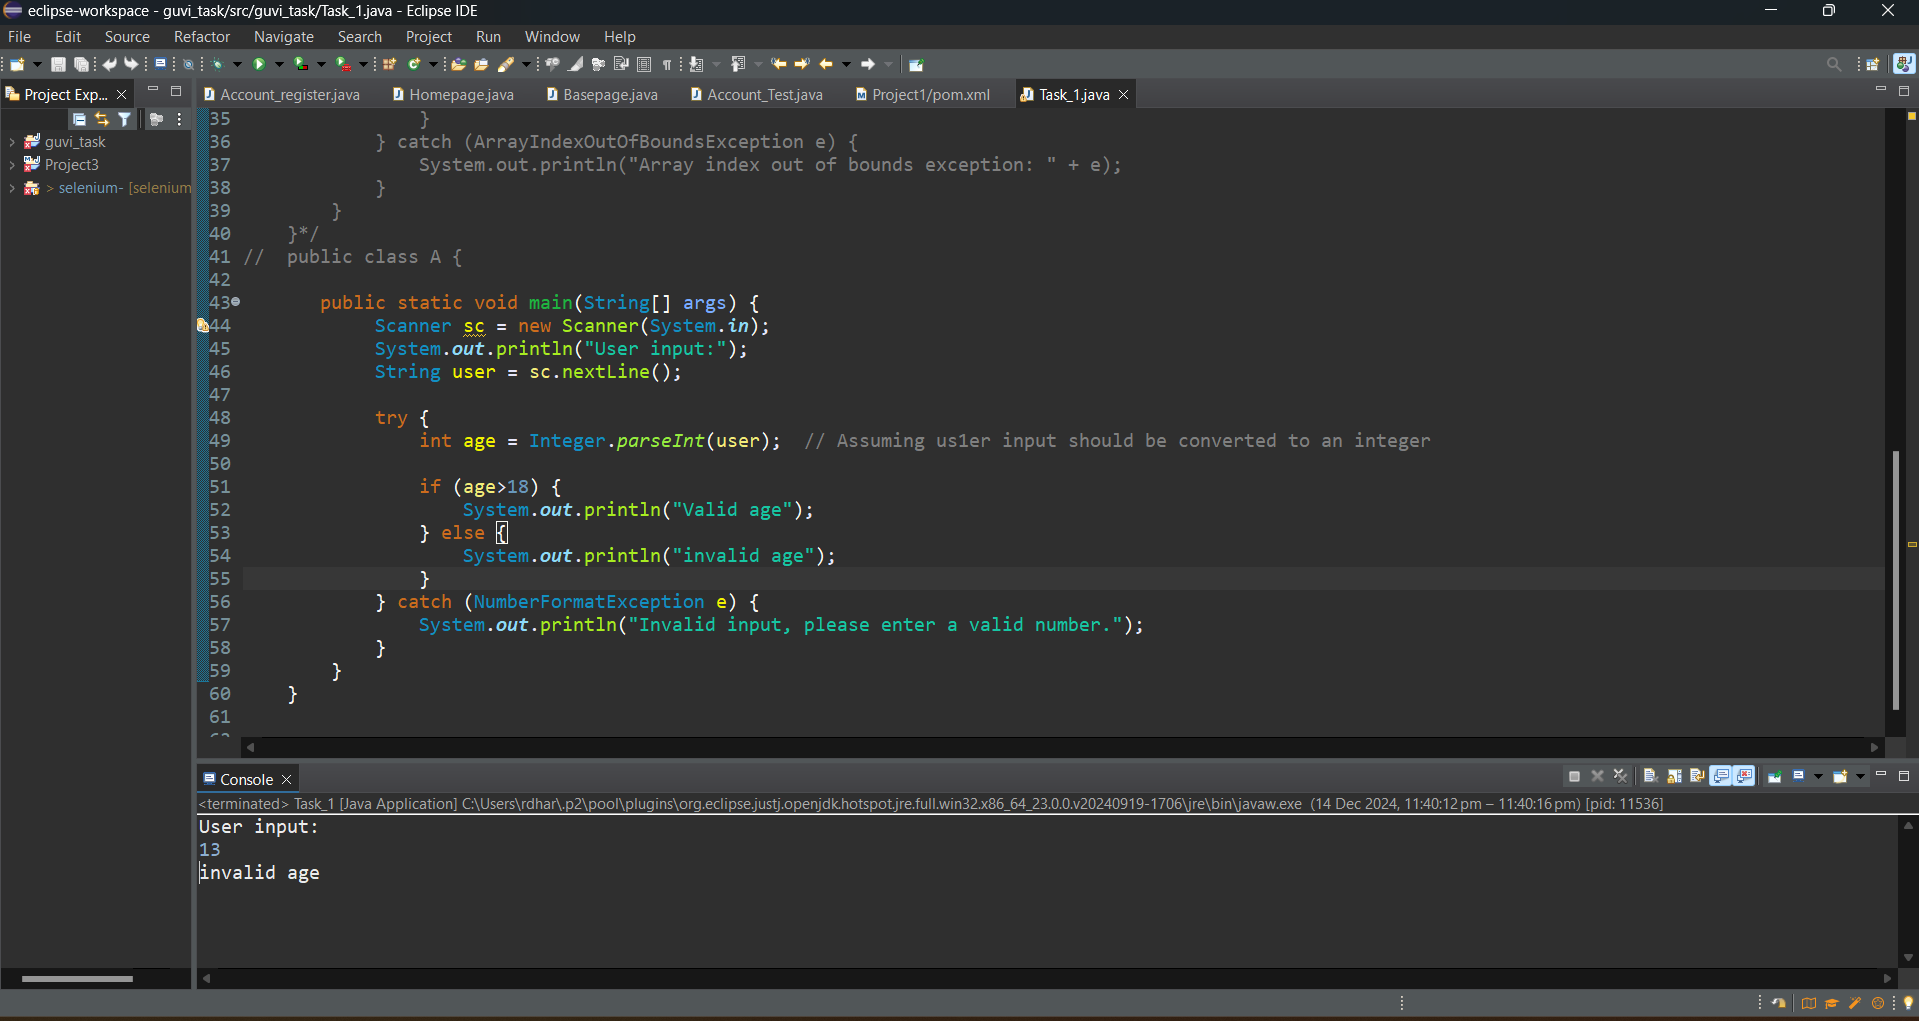 eclipse-workspace - guvi_task/src/guvi_task/Task_1.java - Eclipse IDE
File Edit Source Refactor Navigate Search Project Run Window Help
Project Exp...
Account_register.java Homepage.java Basepage.java Account_Test.java Project1/pom.xml Task_1.java
guvi_task
Project3
> selenium- [selenium
35 }
36 } catch (ArrayIndexOutOfBoundsException e) {
37 System.out.println("Array index out of bounds exception: " + e);
38 }
39 }
40 }*/
41 // public class A {
42
43 public static void main(String[] args) {
44 Scanner sc = new Scanner(System.in);
45 System.out.println("User input:");
46 String user = sc.nextLine();
47
48 try {
49 int age = Integer.parseInt(user); // Assuming us1er input should be converted to an integer
50
51 if (age>18) {
52 System.out.println("Valid age");
53 } else {
54 System.out.println("invalid age");
55 }
56 } catch (NumberFormatException e) {
57 System.out.println("Invalid input, please enter a valid number.");
58 }
59 }
60 }
61
Console
<terminated> Task_1 [Java Application] C:\Users\rdhar\.p2\pool\plugins\org.eclipse.justj.openjdk.hotspot.jre.full.win32.x86_64_23.0.0.v20240919-1706\jre\bin\javaw.exe (14 Dec 2024, 11:40:12 pm – 11:40:16 pm) [pid: 11536]
User input:
13
invalid age